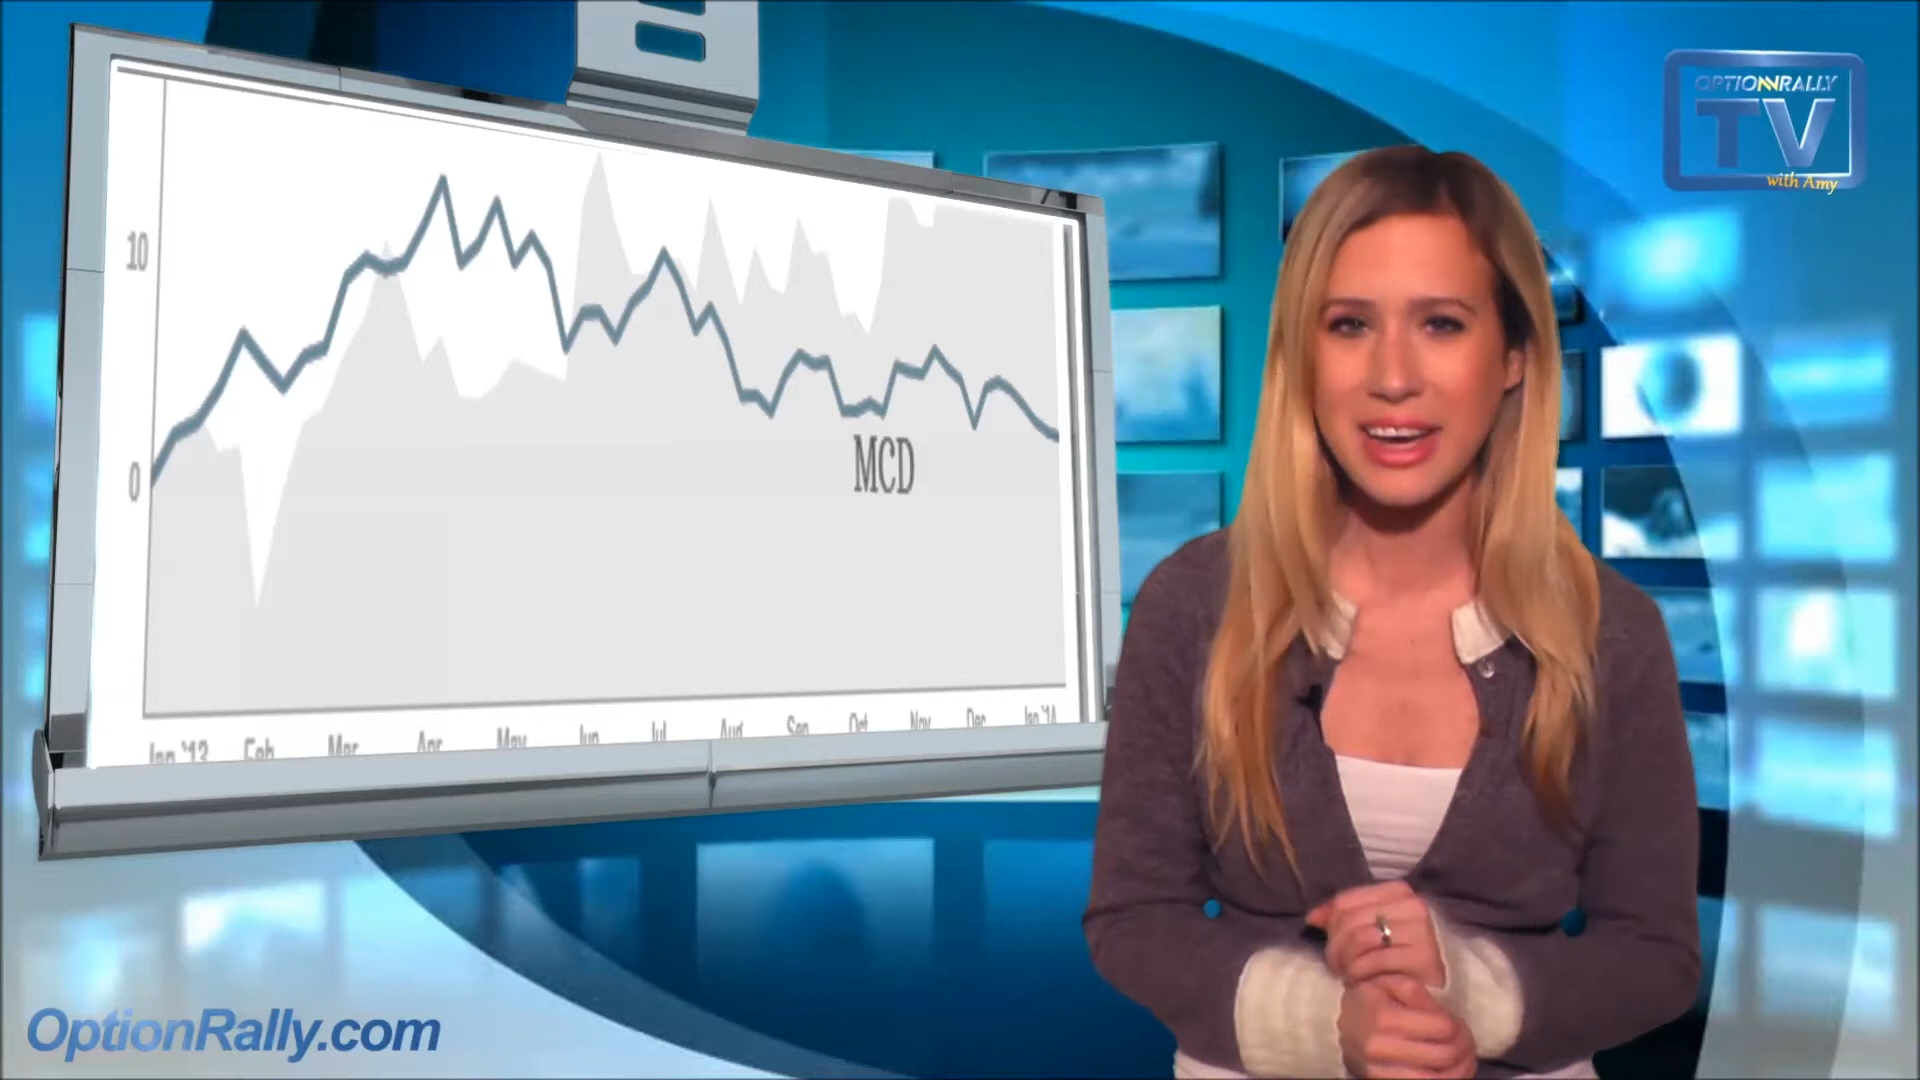 OPTIONRALLY
TV
with Amy
10
0
MCD
Jan '13 Feb Mar Apr May Jun Jul Aug Sep Oct Nov Dec Jan '14
OptionRally.com